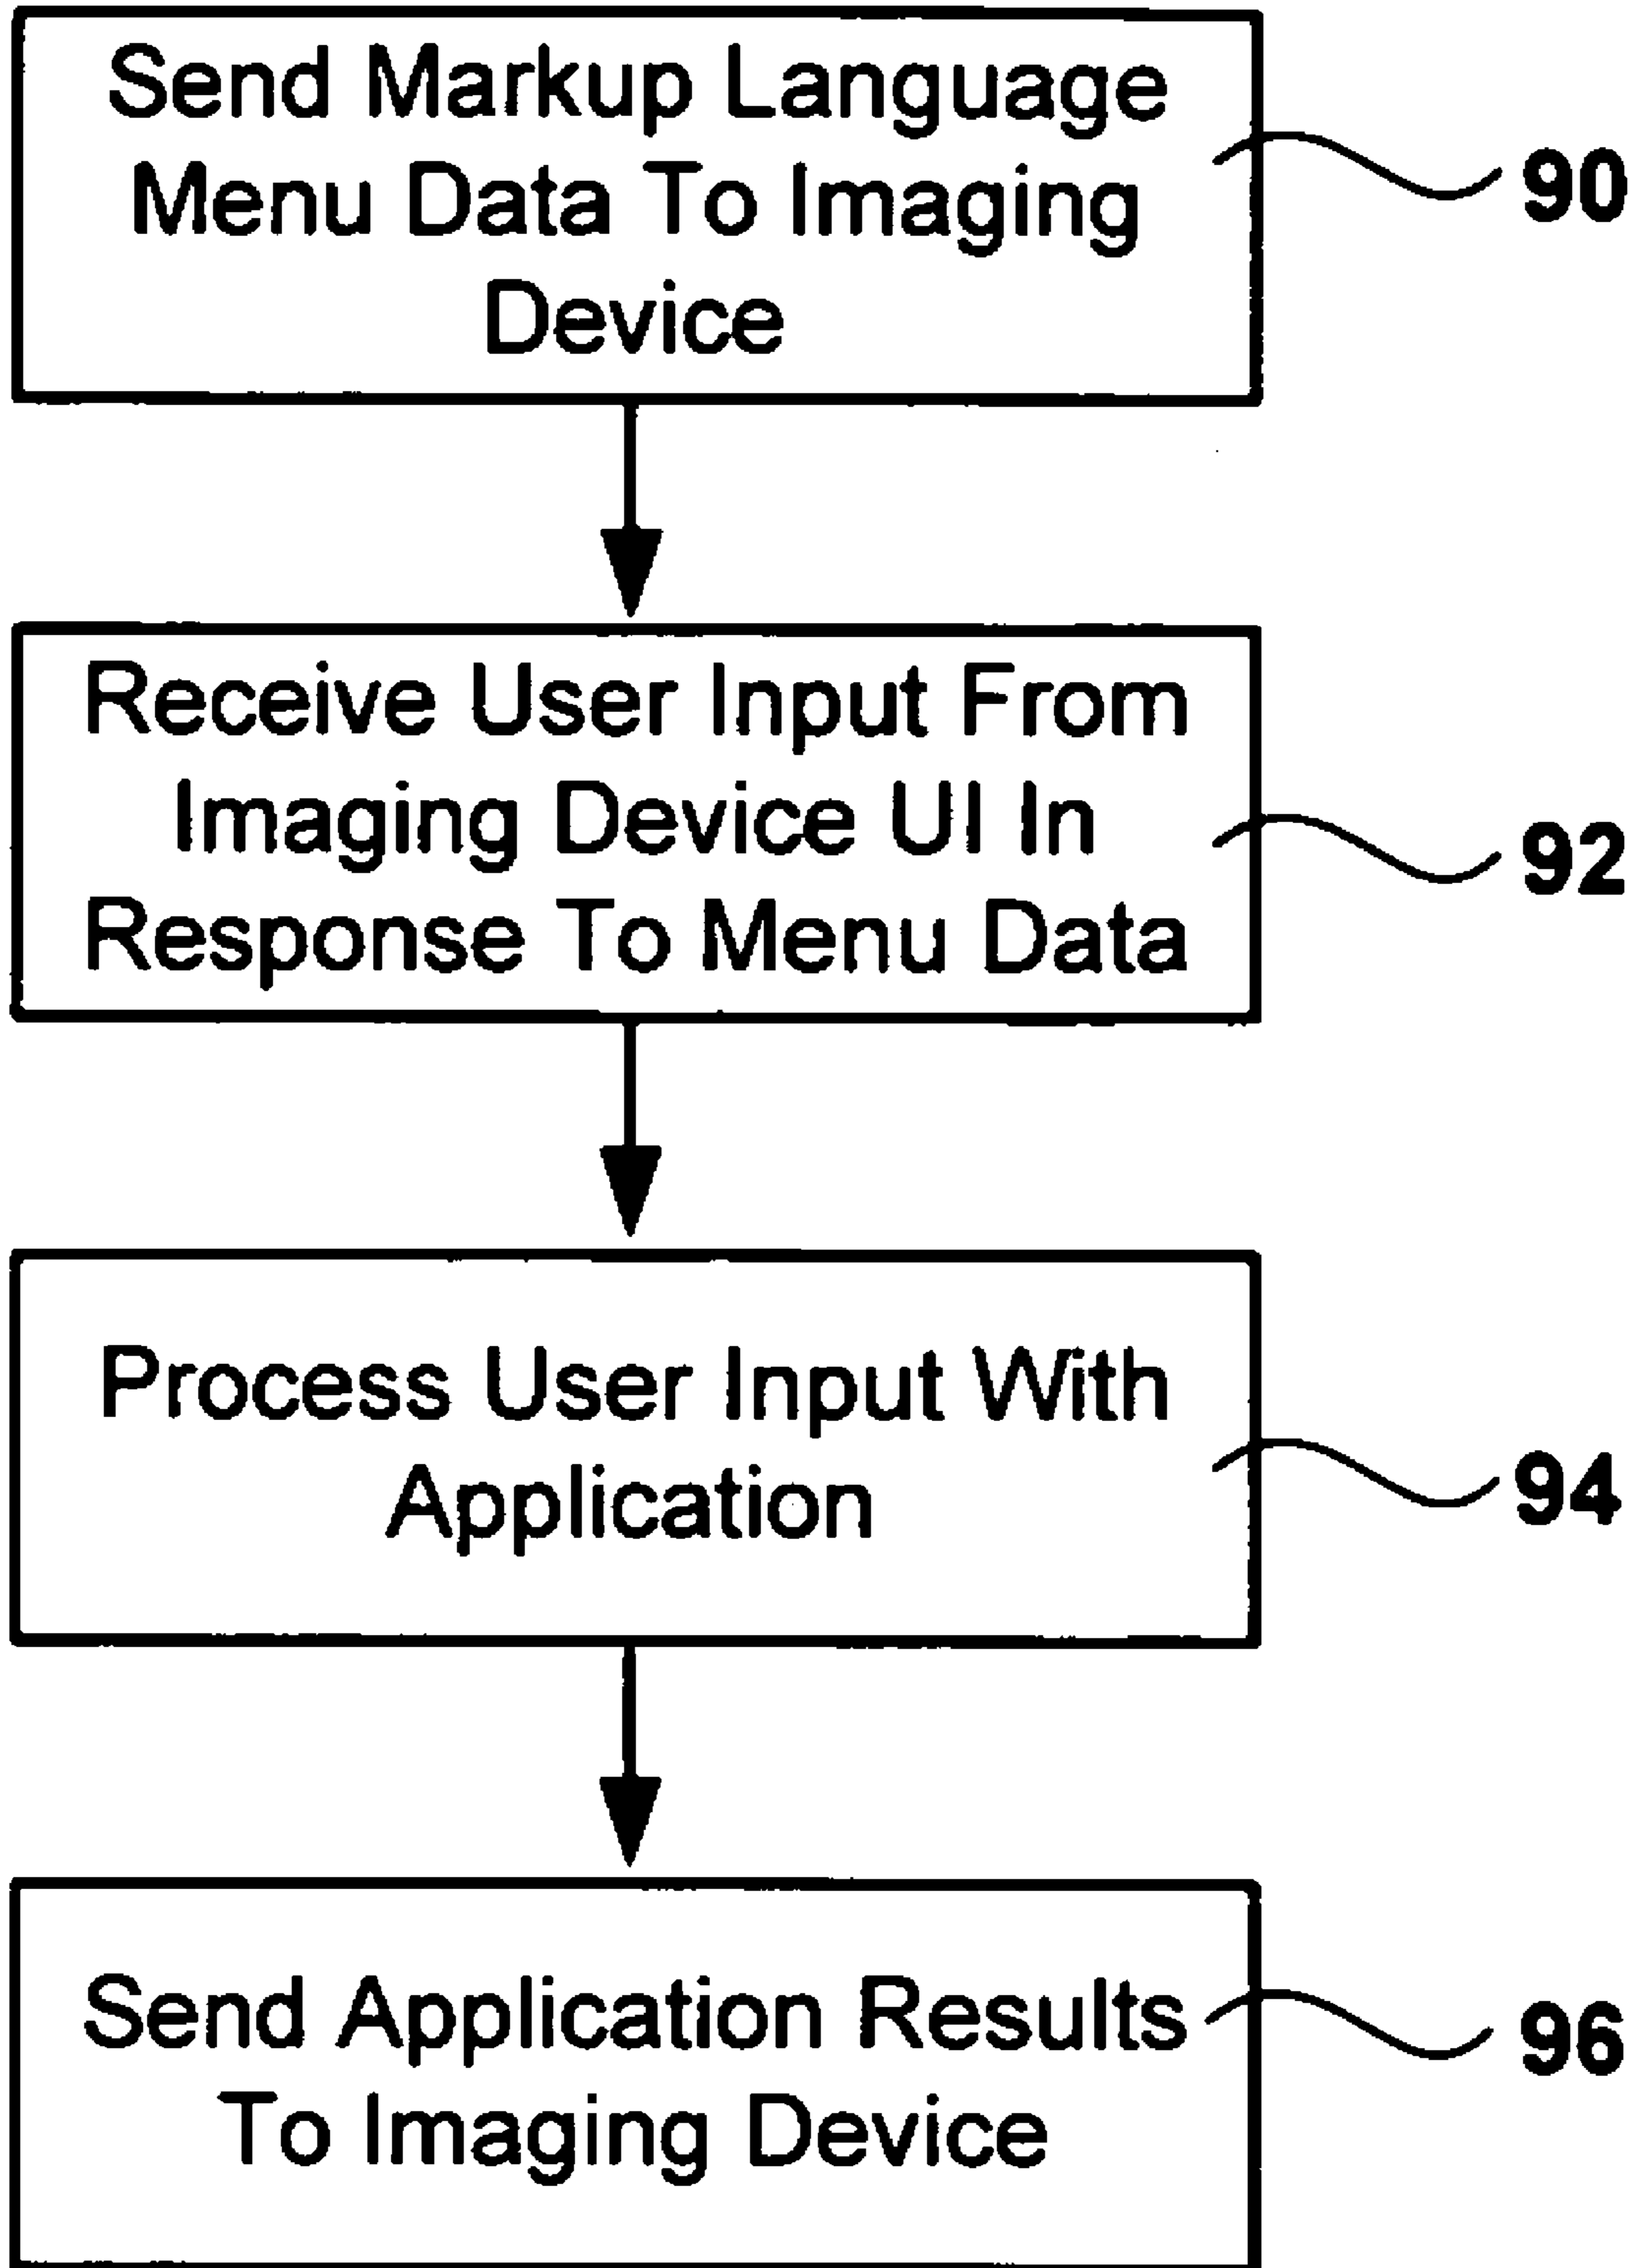 Send Markup Language
Menu Data To Imaging
Device
90
Receive User Input From
Imaging Device UI In
Response To Menu Data
92
Process User Input With
Application
94
Send Application Results
To Imaging Device
96